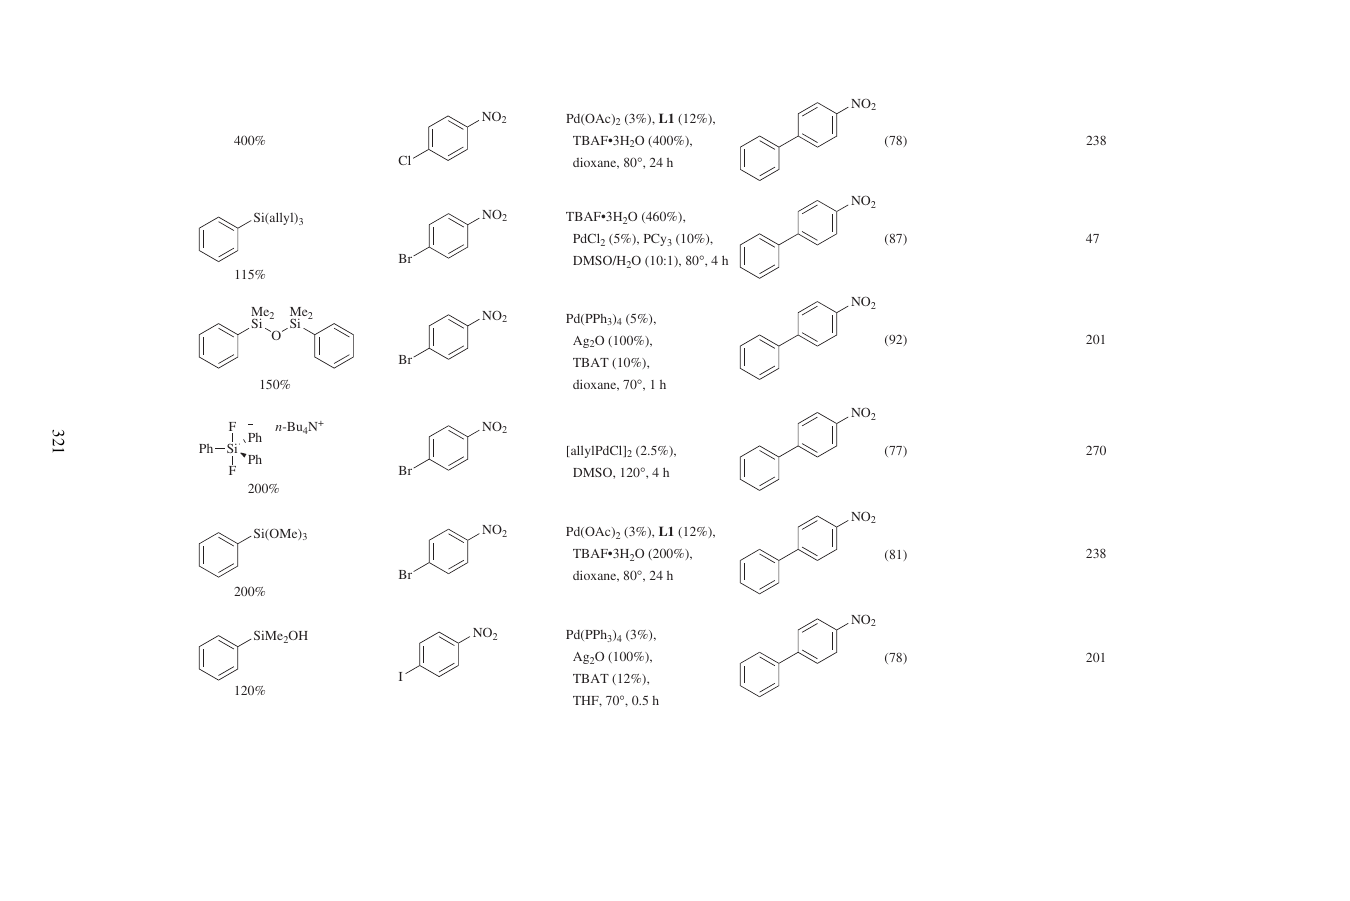 400%
NO₂
Cl
Pd(OAc)₂ (3%), L1 (12%),
TBAF•3H₂O (400%),
dioxane, 80°, 24 h
NO₂
(78)
238
Si(allyl)₃
115%
NO₂
Br
TBAF•3H₂O (460%),
PdCl₂ (5%), PCy₃ (10%),
DMSO/H₂O (10:1), 80°, 4 h
NO₂
(87)
47
Me₂ Me₂
Si Si
O
150%
NO₂
Br
Pd(PPh₃)₄ (5%),
Ag₂O (100%),
TBAT (10%),
dioxane, 70°, 1 h
NO₂
(92)
201
F – n-Bu₄N⁺
Ph
Ph Si
Ph
F
200%
NO₂
Br
[allylPdCl]₂ (2.5%),
DMSO, 120°, 4 h
NO₂
(77)
270
Si(OMe)₃
200%
NO₂
Br
Pd(OAc)₂ (3%), L1 (12%),
TBAF•3H₂O (200%),
dioxane, 80°, 24 h
NO₂
(81)
238
SiMe₂OH
120%
NO₂
I
Pd(PPh₃)₄ (3%),
Ag₂O (100%),
TBAT (12%),
THF, 70°, 0.5 h
NO₂
(78)
201
321